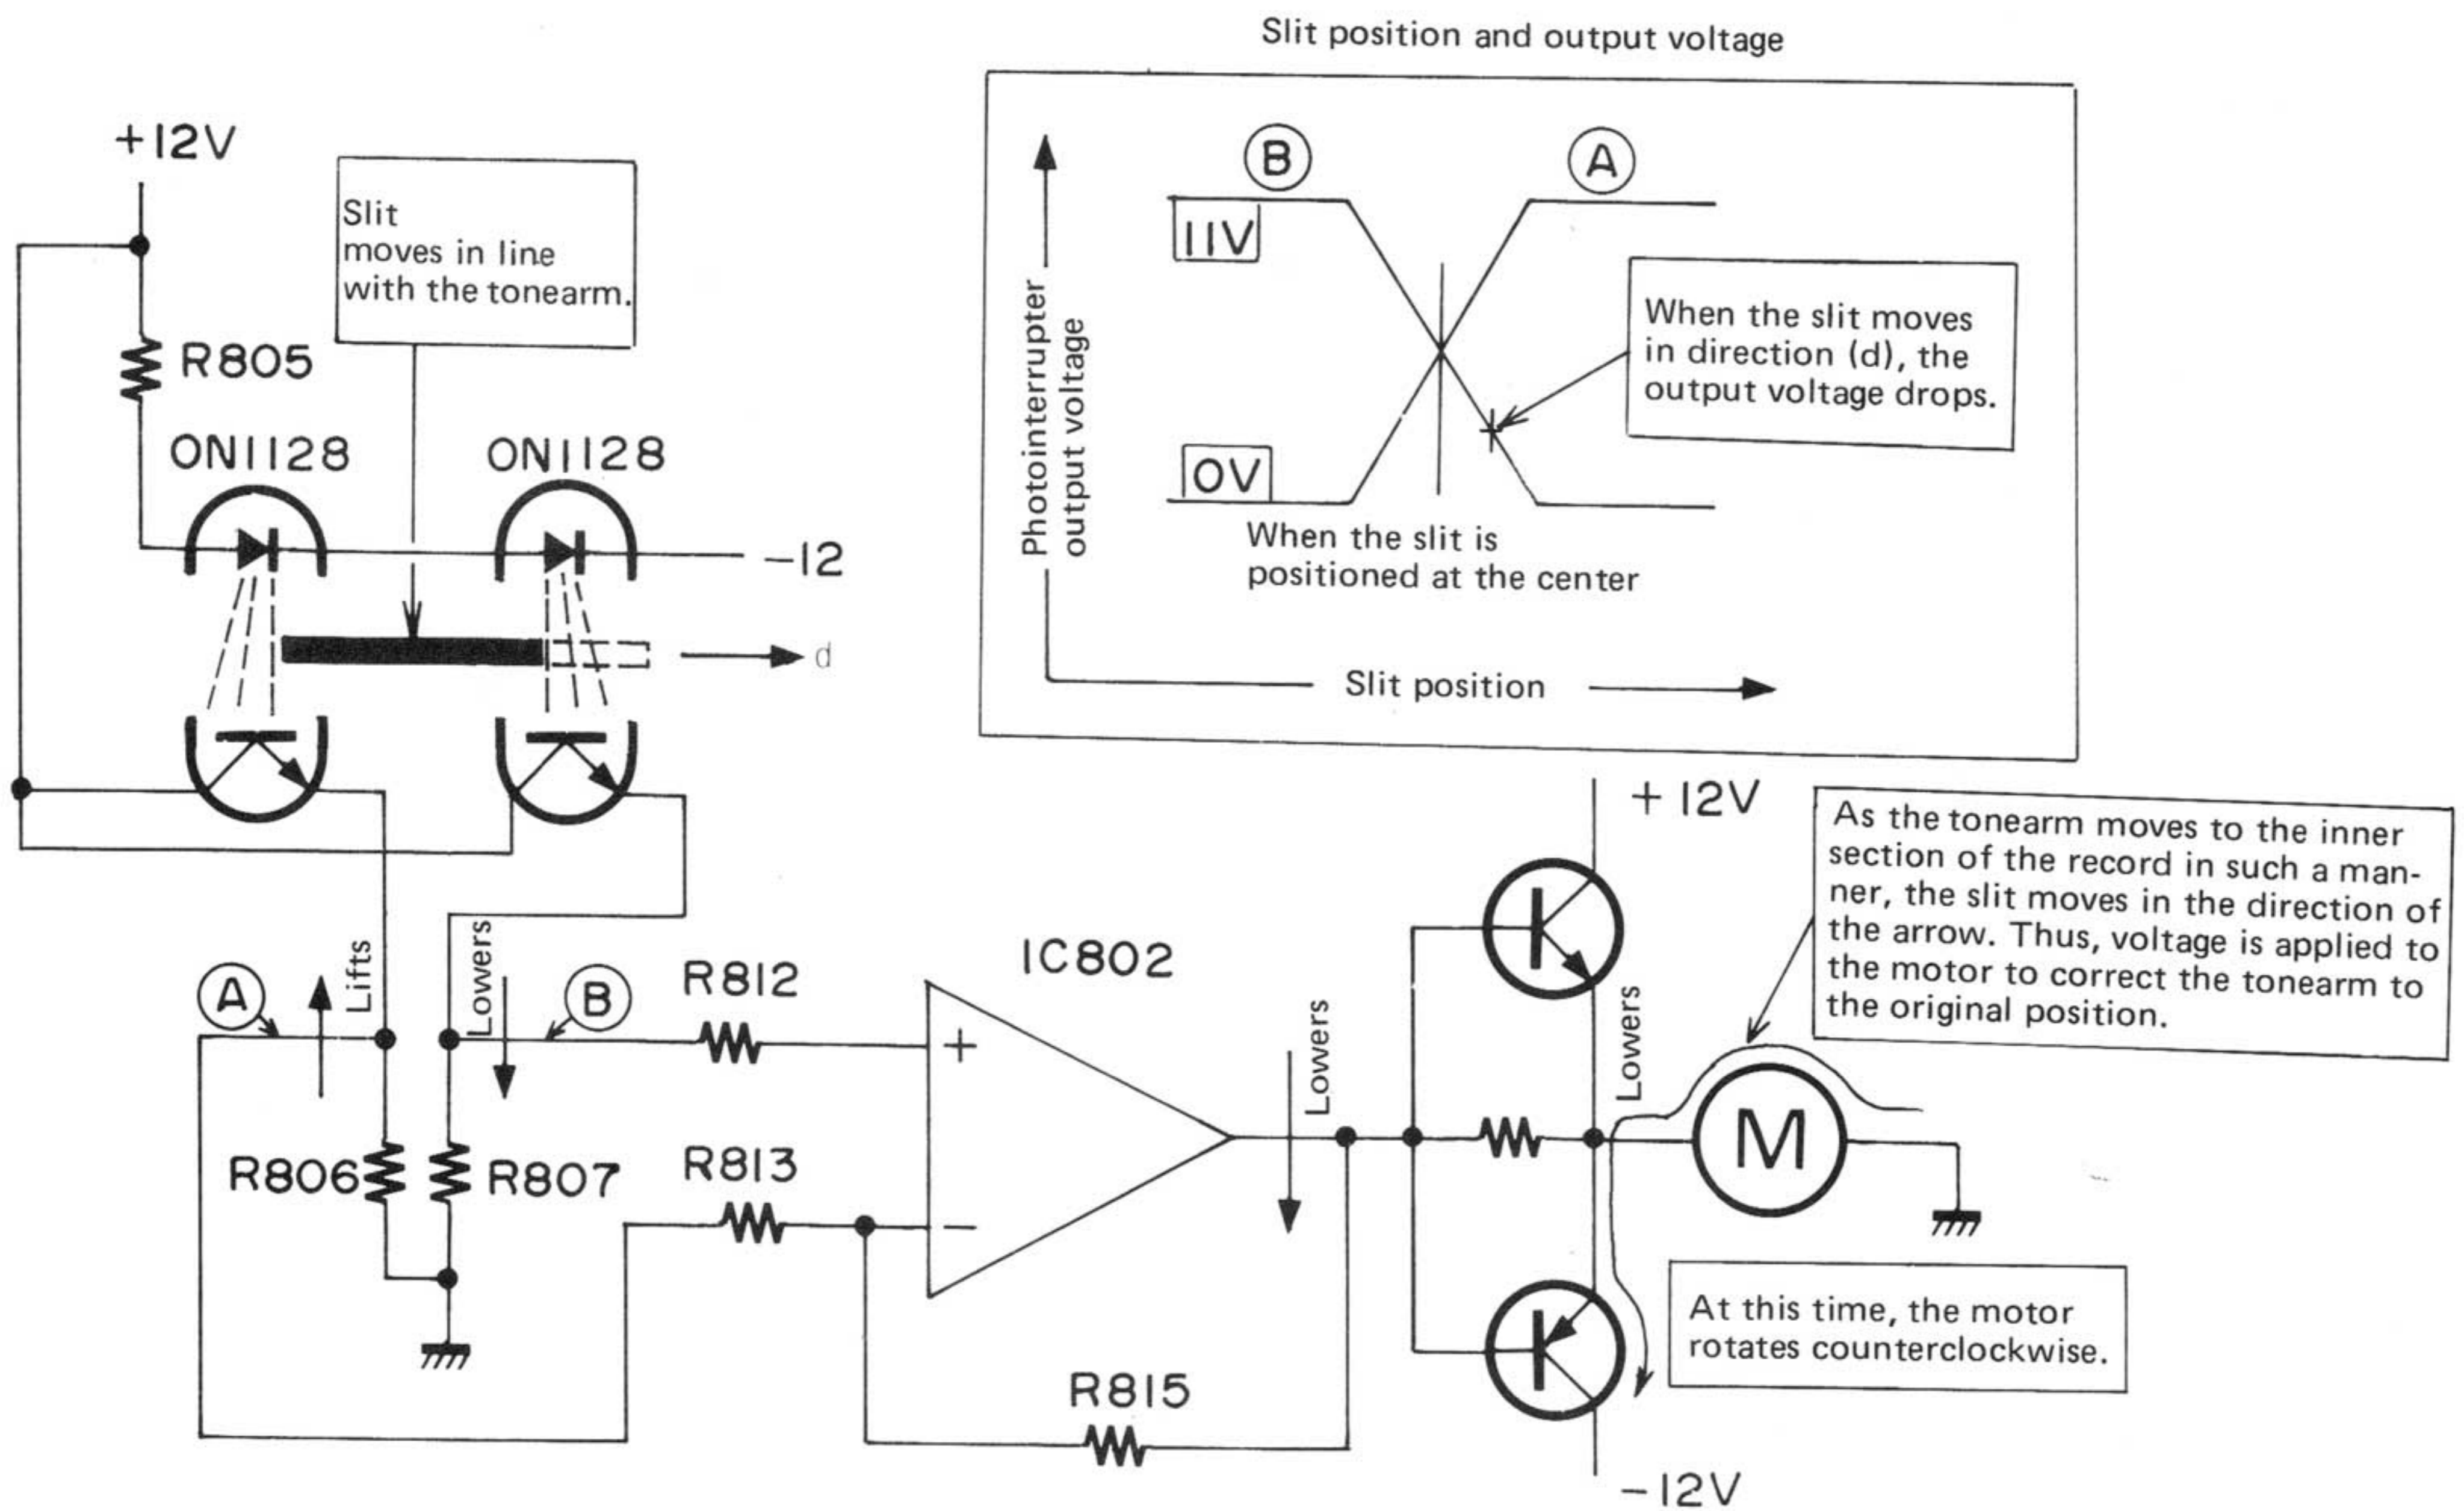 Slit position and output voltage
+12V
Slit
moves in line
with the tonearm.
R805
ON1128
ON1128
-12
d
B
A
11V
When the slit moves
in direction (d), the
output voltage drops.
Photointerrupter
output voltage
0V
When the slit is
positioned at the center
Slit position
+12V
As the tonearm moves to the inner
section of the record in such a man-
ner, the slit moves in the direction of
the arrow. Thus, voltage is applied to
the motor to correct the tonearm to
the original position.
A
Lifts
Lowers
B
R812
IC802
+
Lowers
Lowers
M
R806
R807
R813
−
At this time, the motor
rotates counterclockwise.
R815
-12V